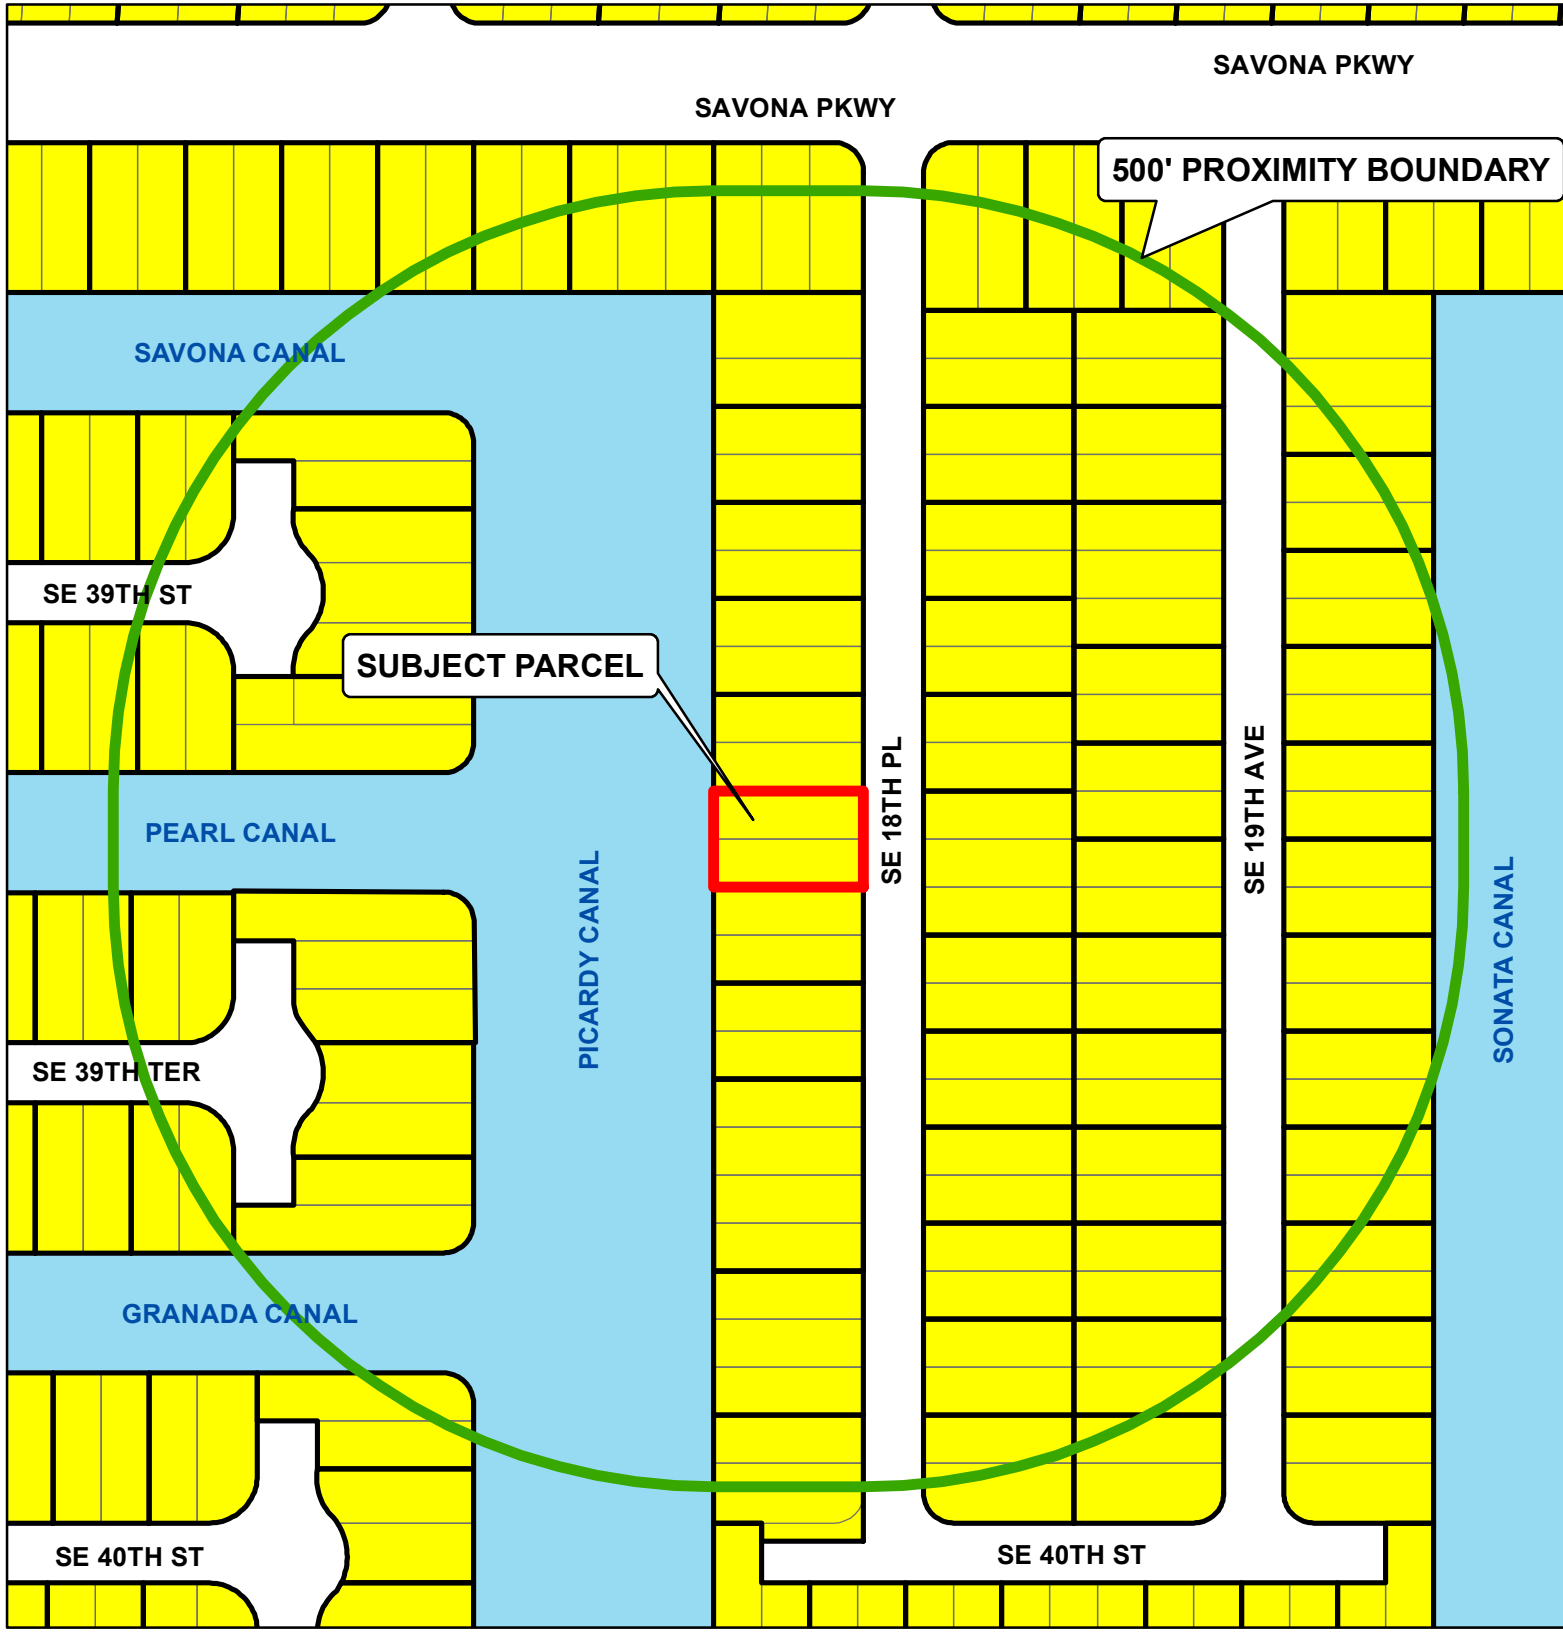 SAVONA PKWY
SAVONA PKWY
500' PROXIMITY BOUNDARY
SAVONA CANAL
SE 39TH ST
SUBJECT PARCEL
SE 18TH PL
SE 19TH AVE
PEARL CANAL
PICARDY CANAL
SONATA CANAL
SE 39TH TER
GRANADA CANAL
SE 40TH ST
SE 40TH ST